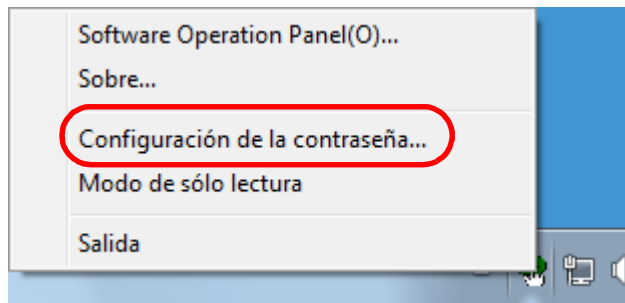 Software Operation Panel(O)...
Sobre...
Configuración de la contraseña...
Modo de sólo lectura
Salida